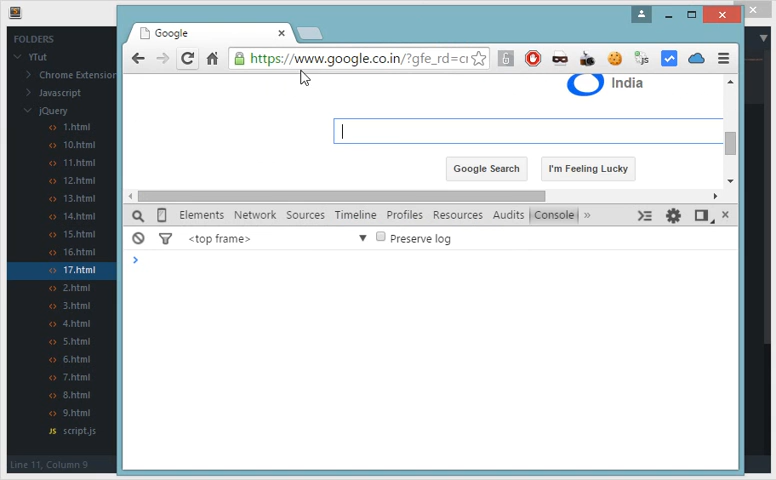 Google
https://www.google.co.in/?gfe_rd=cr
India
Google Search
I'm Feeling Lucky
Elements
Network
Sources
Timeline
Profiles
Resources
Audits
Console
»
<top frame>
Preserve log
>
FOLDERS
YTut
Chrome Extension
Javascript
jQuery
1.html
10.html
11.html
12.html
13.html
14.html
15.html
16.html
17.html
2.html
3.html
4.html
5.html
6.html
7.html
8.html
9.html
JS script.js
Line 11, Column 9